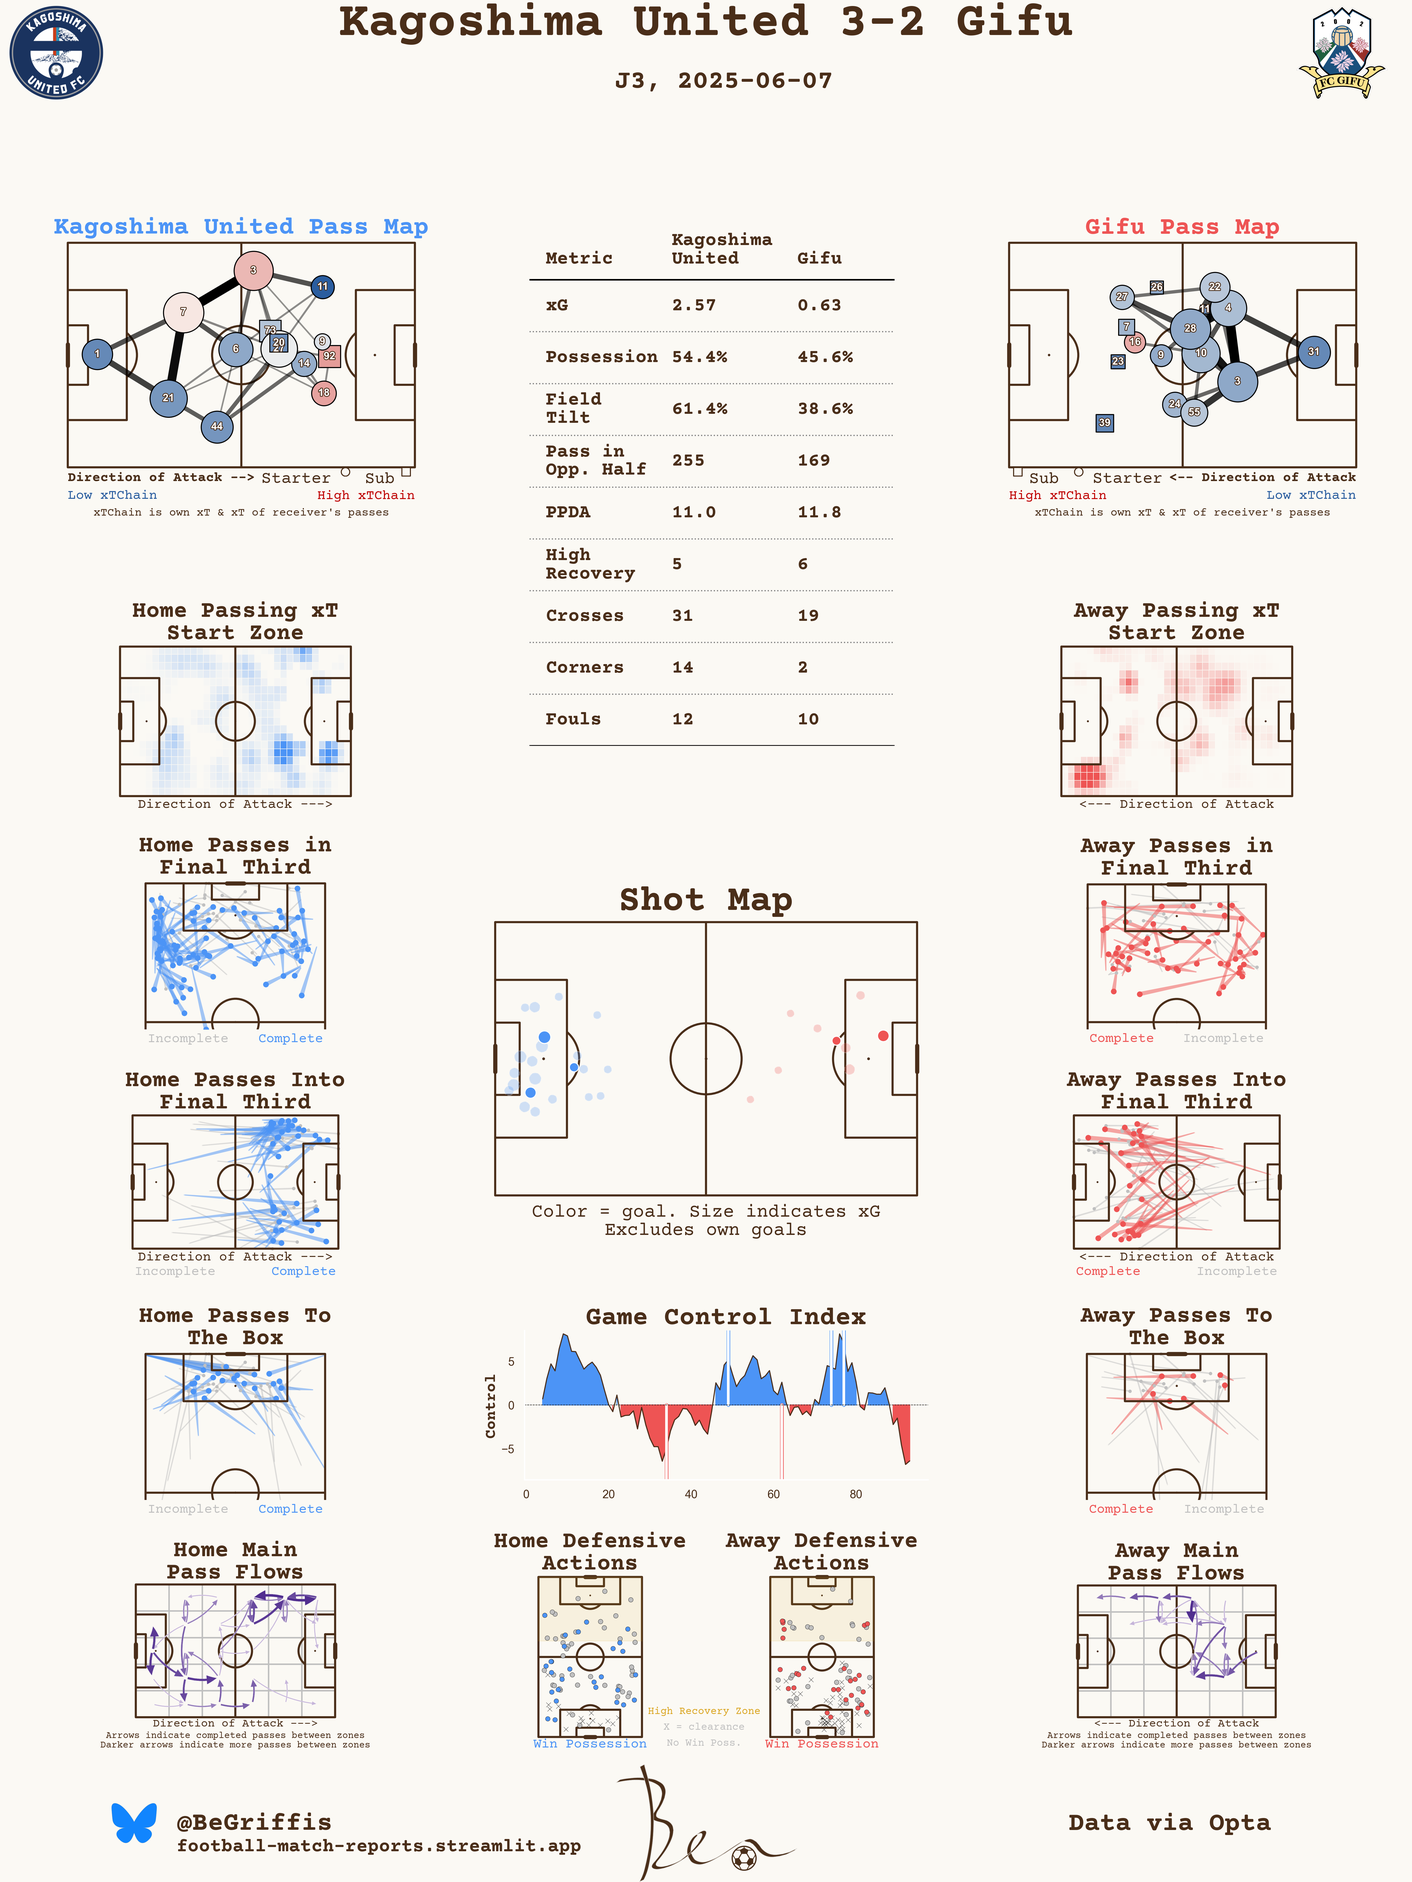 Kagoshima United 3-2 Gifu
J3, 2025-06-07
KAGOSHIMA
UNITED FC
2 0 0 2
FC GIFU
Kagoshima United Pass Map
3
11
7
73
9
20
27
6
1
92
14
18
21
44
Direction of Attack --> Starter Sub
Low xTChain High xTChain
xTChain is own xT & xT of receiver's passes
Metric Kagoshima United Gifu
xG 2.57 0.63
Possession 54.4% 45.6%
Field Tilt 61.4% 38.6%
Pass in Opp. Half 255 169
PPDA 11.0 11.8
High Recovery 5 6
Crosses 31 19
Corners 14 2
Fouls 12 10
Gifu Pass Map
26
22
27
11
4
7
28
16
9
10
31
23
3
24
55
39
Sub Starter <-- Direction of Attack
High xTChain Low xTChain
xTChain is own xT & xT of receiver's passes
Home Passing xT
Start Zone
Direction of Attack --->
Away Passing xT
Start Zone
<--- Direction of Attack
Home Passes in
Final Third
Incomplete Complete
Away Passes in
Final Third
Complete Incomplete
Shot Map
Color = goal. Size indicates xG
Excludes own goals
Home Passes Into
Final Third
Direction of Attack --->
Incomplete Complete
Away Passes Into
Final Third
<--- Direction of Attack
Complete Incomplete
Home Passes To
The Box
Incomplete Complete
Game Control Index
Control
5
0
−5
0 20 40 60 80
Away Passes To
The Box
Complete Incomplete
Home Main
Pass Flows
Direction of Attack --->
Arrows indicate completed passes between zones
Darker arrows indicate more passes between zones
Home Defensive
Actions
Win Possession
High Recovery Zone
X = clearance
No Win Poss.
Away Defensive
Actions
Win Possession
Away Main
Pass Flows
<--- Direction of Attack
Arrows indicate completed passes between zones
Darker arrows indicate more passes between zones
@BeGriffis
football-match-reports.streamlit.app
Ben
Data via Opta